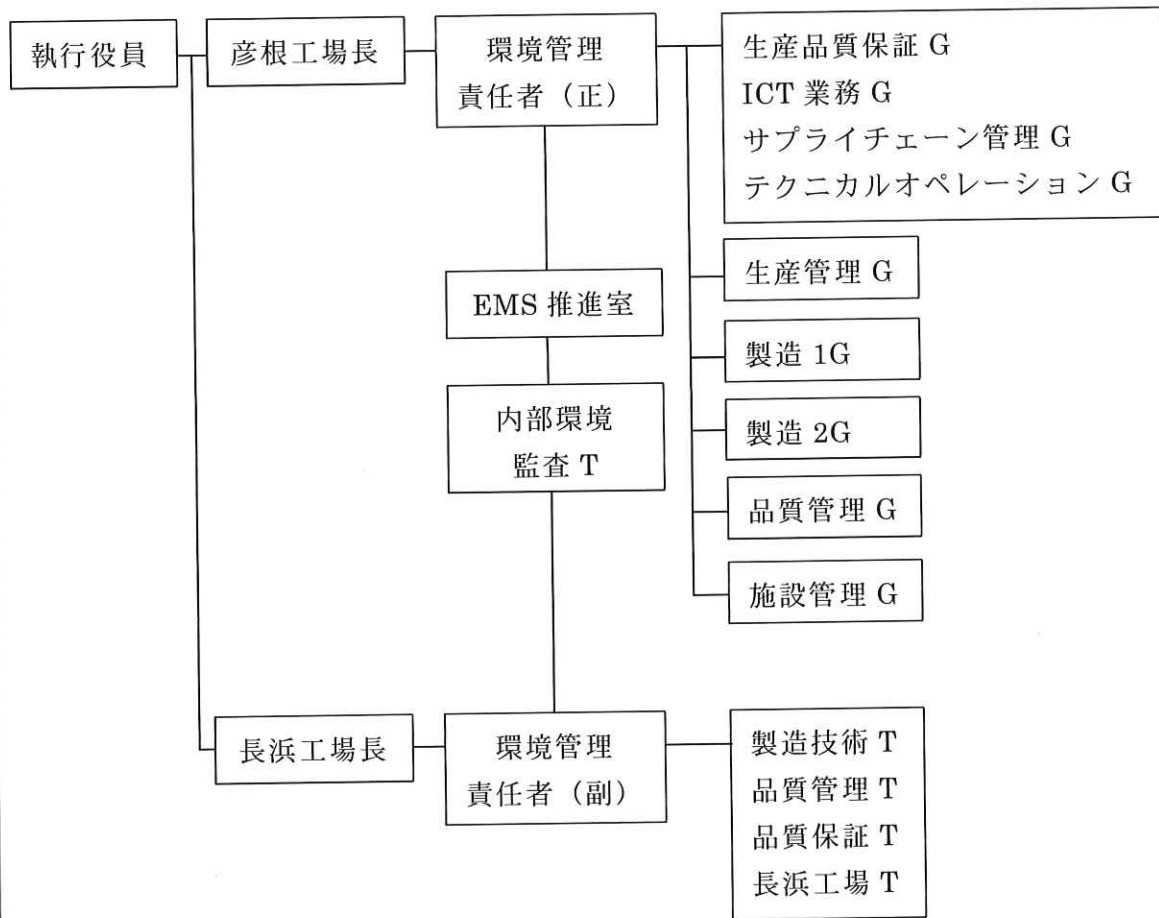 執行役員
彦根工場長
環境管理
責任者（正）
生産品質保証 G
ICT 業務 G
サプライチェーン管理 G
テクニカルオペレーション G
生産管理 G
EMS 推進室
製造 1G
内部環境
監査 T
製造 2G
品質管理 G
施設管理 G
長浜工場長
環境管理
責任者（副）
製造技術 T
品質管理 T
品質保証 T
長浜工場 T